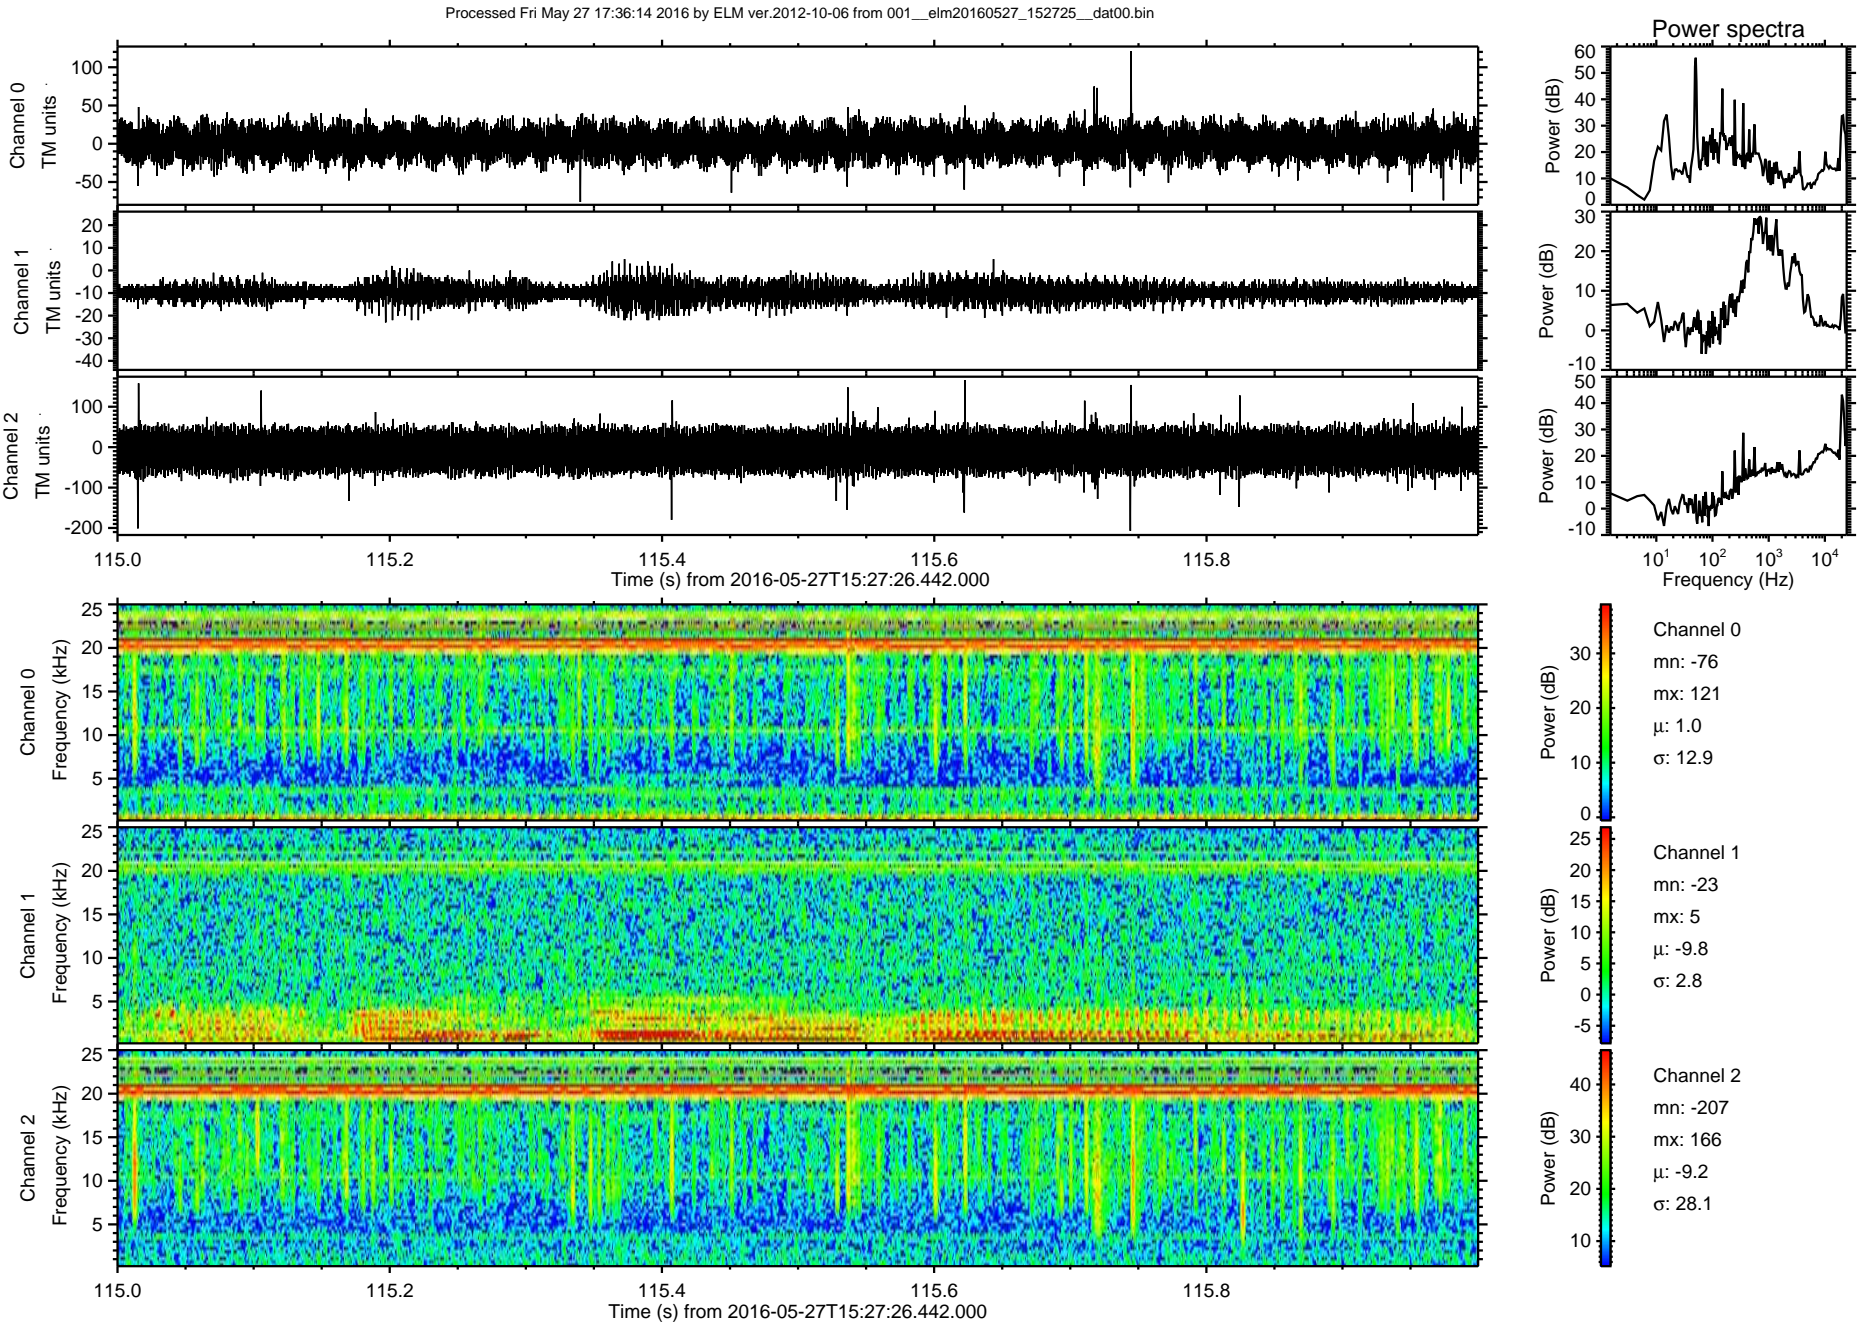 Processed Fri May 27 17:36:14 2016 by ELM ver.2012-10-06 from 001__elm20160527_152725__dat00.bin
Power spectra
Channel 0
TM units
100
50
0
-50
Power (dB)
60
50
40
30
20
10
0
Channel 1
TM units
20
10
0
-10
-20
-30
-40
Power (dB)
30
20
10
0
-10
Channel 2
TM units
100
0
-100
-200
Power (dB)
50
40
30
20
10
0
-10
115.0
115.2
115.4
115.6
115.8
Time (s) from 2016-05-27T15:27:26.442.000
10^1
10^2
10^3
10^4
Frequency (Hz)
Channel 0
Frequency (kHz)
25
20
15
10
5
Power (dB)
30
20
10
0
Channel 0
mn: -76
mx: 121
μ: 1.0
σ: 12.9
Channel 1
Frequency (kHz)
25
20
15
10
5
Power (dB)
25
20
15
10
5
0
-5
Channel 1
mn: -23
mx: 5
μ: -9.8
σ: 2.8
Channel 2
Frequency (kHz)
25
20
15
10
5
Power (dB)
40
30
20
10
Channel 2
mn: -207
mx: 166
μ: -9.2
σ: 28.1
115.0
115.2
115.4
115.6
115.8
Time (s) from 2016-05-27T15:27:26.442.000